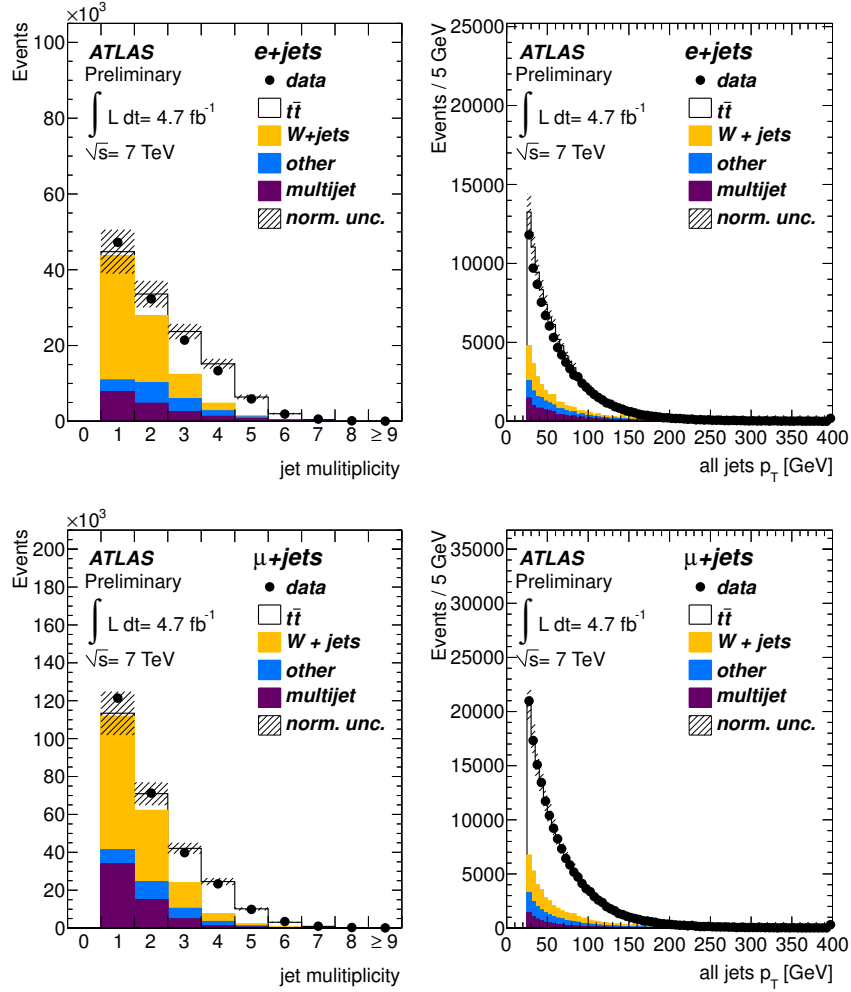 ×10³
Events
100
80
60
40
20
0
ATLAS
Preliminary
∫ L dt= 4.7 fb⁻¹
√s= 7 TeV
e+jets
data
tt̄
W+jets
other
multijet
norm. unc.
0 1 2 3 4 5 6 7 8 ≥ 9
jet mulitiplicity
Events / 5 GeV
25000
20000
15000
10000
5000
0
ATLAS
Preliminary
∫ L dt= 4.7 fb⁻¹
√s= 7 TeV
e+jets
data
tt̄
W + jets
other
multijet
norm. unc.
0 50 100 150 200 250 300 350 400
all jets p_T [GeV]
×10³
Events
200
180
160
140
120
100
80
60
40
20
0
ATLAS
Preliminary
∫ L dt= 4.7 fb⁻¹
√s= 7 TeV
μ+jets
data
tt̄
W + jets
other
multijet
norm. unc.
0 1 2 3 4 5 6 7 8 ≥ 9
jet mulitiplicity
Events / 5 GeV
35000
30000
25000
20000
15000
10000
5000
0
ATLAS
Preliminary
∫ L dt= 4.7 fb⁻¹
√s= 7 TeV
μ+jets
data
tt̄
W + jets
other
multijet
norm. unc.
0 50 100 150 200 250 300 350 400
all jets p_T [GeV]